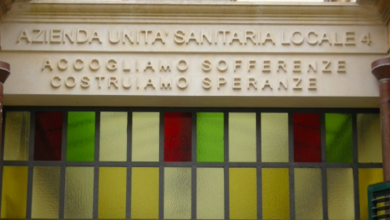 AZIENDA UNITA' SANITARIA LOCALE 4
ACCOGLIAMO SOFFERENZE
COSTRUIAMO SPERANZE